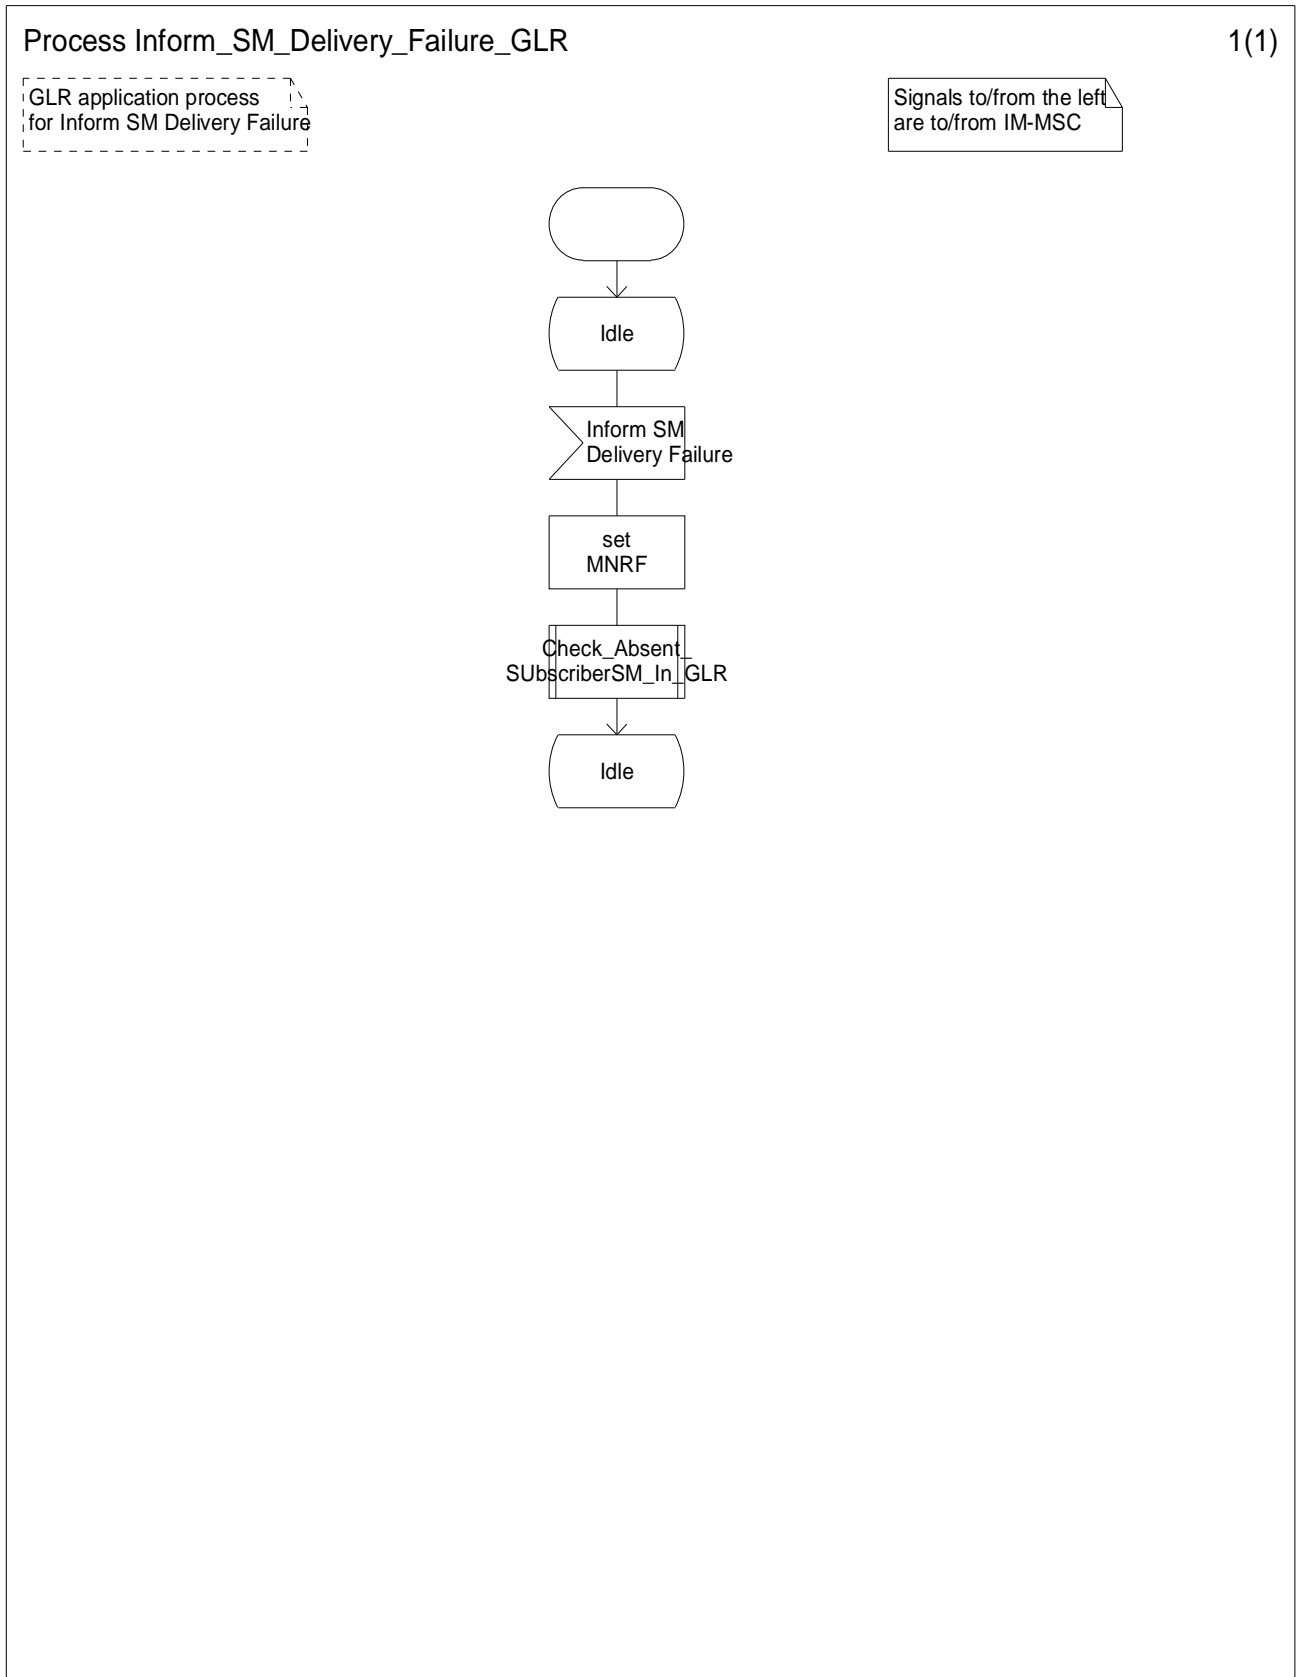 Process Inform_SM_Delivery_Failure_GLR
1(1)
GLR application process
for Inform SM Delivery Failure
Signals to/from the left
are to/from IM-MSC
Idle
Inform SM
Delivery Failure
set
MNRF
Check_Absent_
SUbscriberSM_In_GLR
Idle